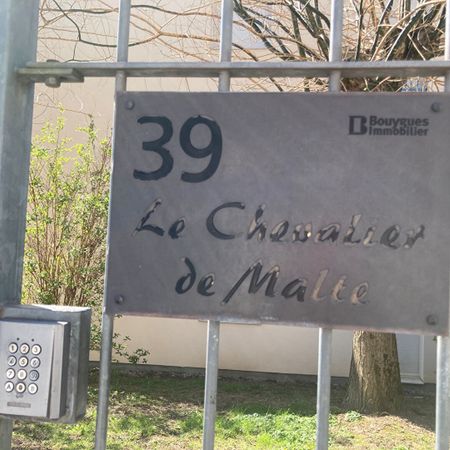 39
Bouygues
Immobilier
Le Chevalier
de Malte